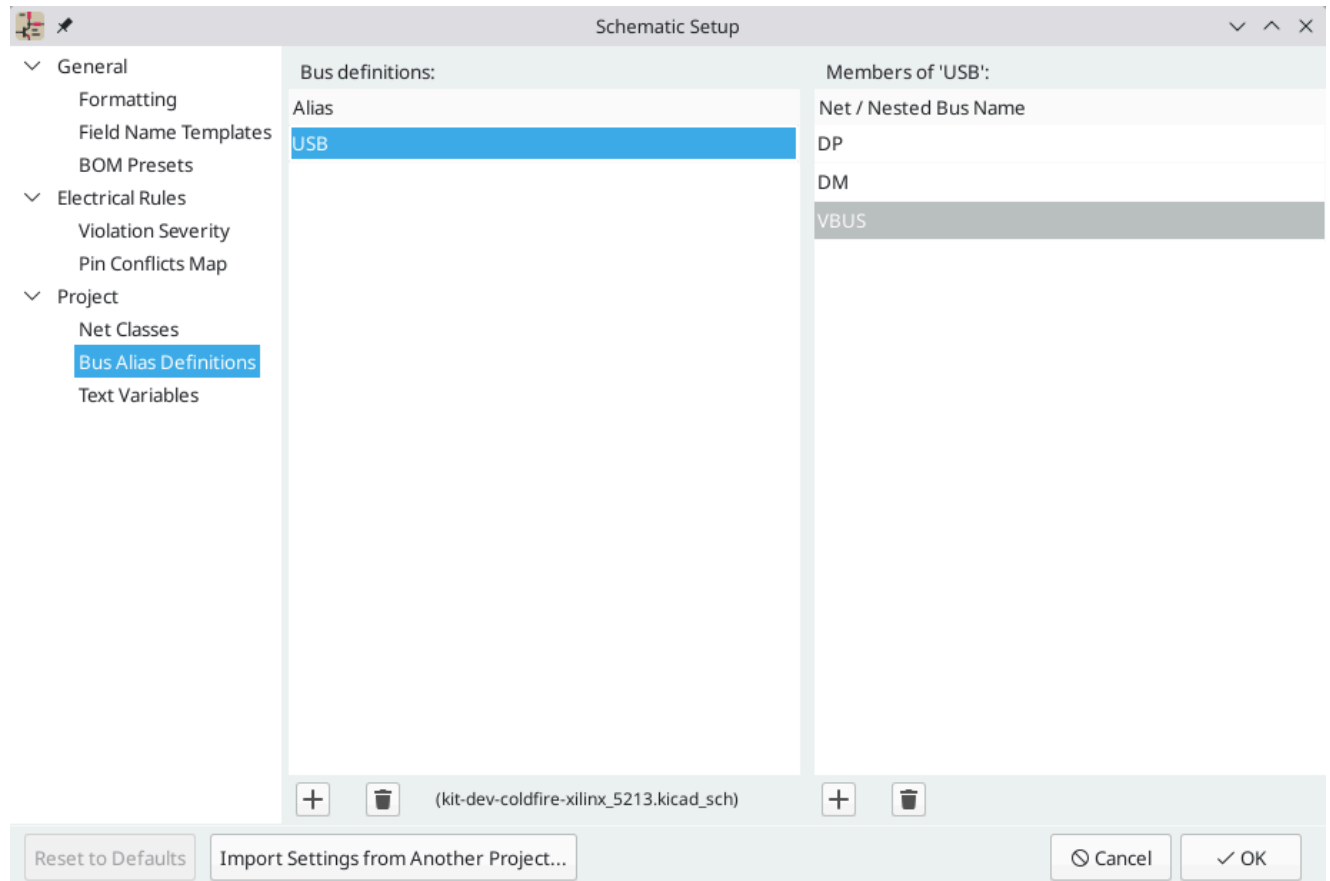 Schematic Setup
General
Formatting
Field Name Templates
BOM Presets
Electrical Rules
Violation Severity
Pin Conflicts Map
Project
Net Classes
Bus Alias Definitions
Text Variables
Bus definitions:
Alias
USB
(kit-dev-coldfire-xilinx_5213.kicad_sch)
Members of 'USB':
Net / Nested Bus Name
DP
DM
VBUS
Reset to Defaults
Import Settings from Another Project...
Cancel
OK